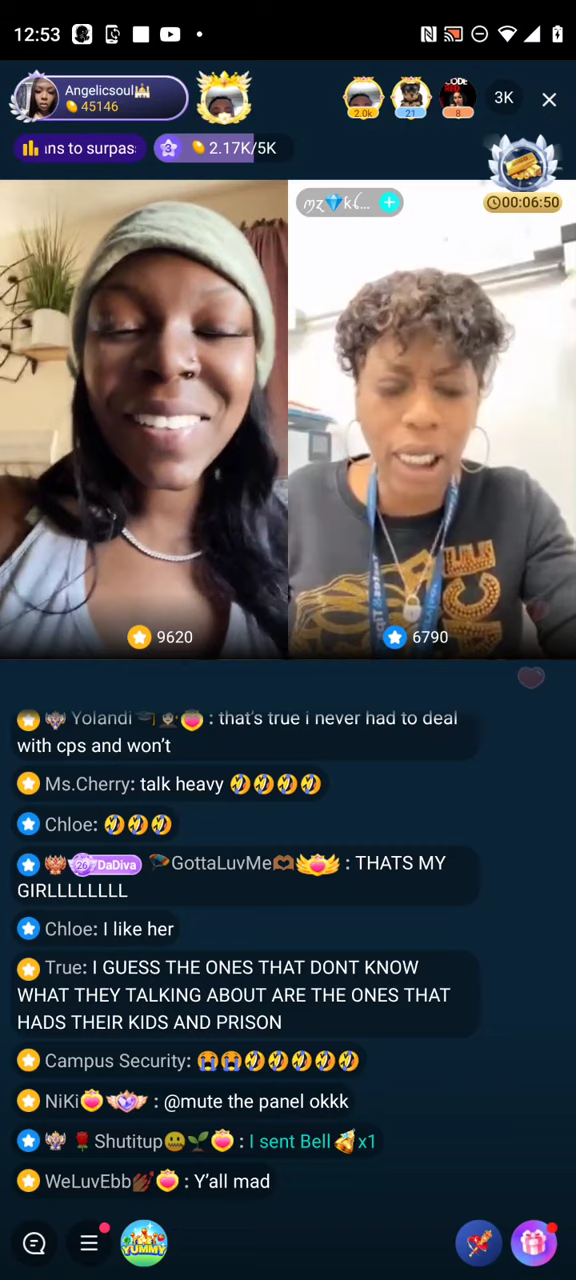 12:53
Angelicsoul
45146
2.0k
21
8
3K
ns to surpas
3 2.17K/5K
00:06:50
9620
6790
Yolandi : that's true i never had to deal
with cps and won't
Ms.Cherry: talk heavy 🤣🤣🤣🤣
Chloe: 🤣🤣🤣
26 DaDiva 🪮GottaLuvMe🫶🏾 : THATS MY
GIRLLLLLLLL
Chloe: I like her
True: I GUESS THE ONES THAT DONT KNOW
WHAT THEY TALKING ABOUT ARE THE ONES THAT
HADS THEIR KIDS AND PRISON
Campus Security: 😭😭🤣🤣🤣🤣🤣
NiKi : @mute the panel okkk
🌹Shutitup🤐🌱 : I sent Bell x1
WeLuvEbb💅🏾 : Y'all mad
YUMMY